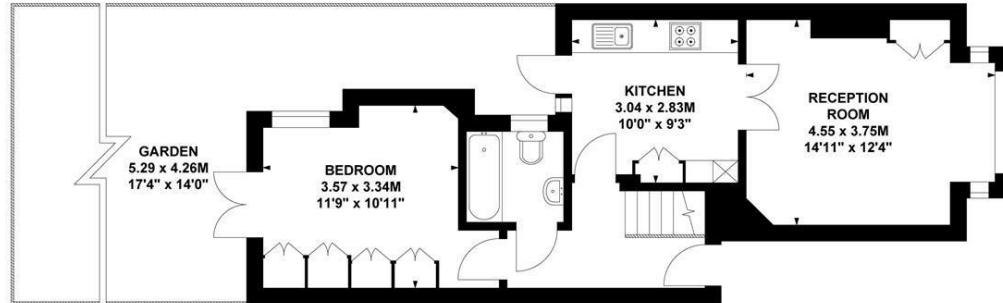 GARDEN
5.29 x 4.26M
17'4" x 14'0"
BEDROOM
3.57 x 3.34M
11'9" x 10'11"
KITCHEN
3.04 x 2.83M
10'0" x 9'3"
RECEPTION
ROOM
4.55 x 3.75M
14'11" x 12'4"